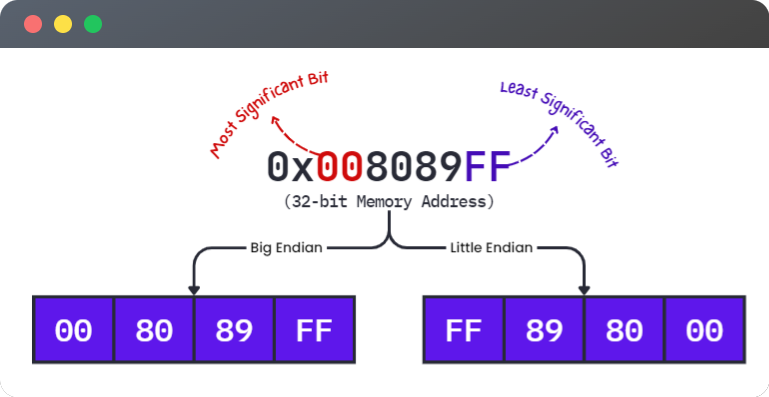 Most Significant Bit
Least Significant Bit
0x008089FF
(32-bit Memory Address)
Big Endian
Little Endian
00 80 89 FF
FF 89 80 00